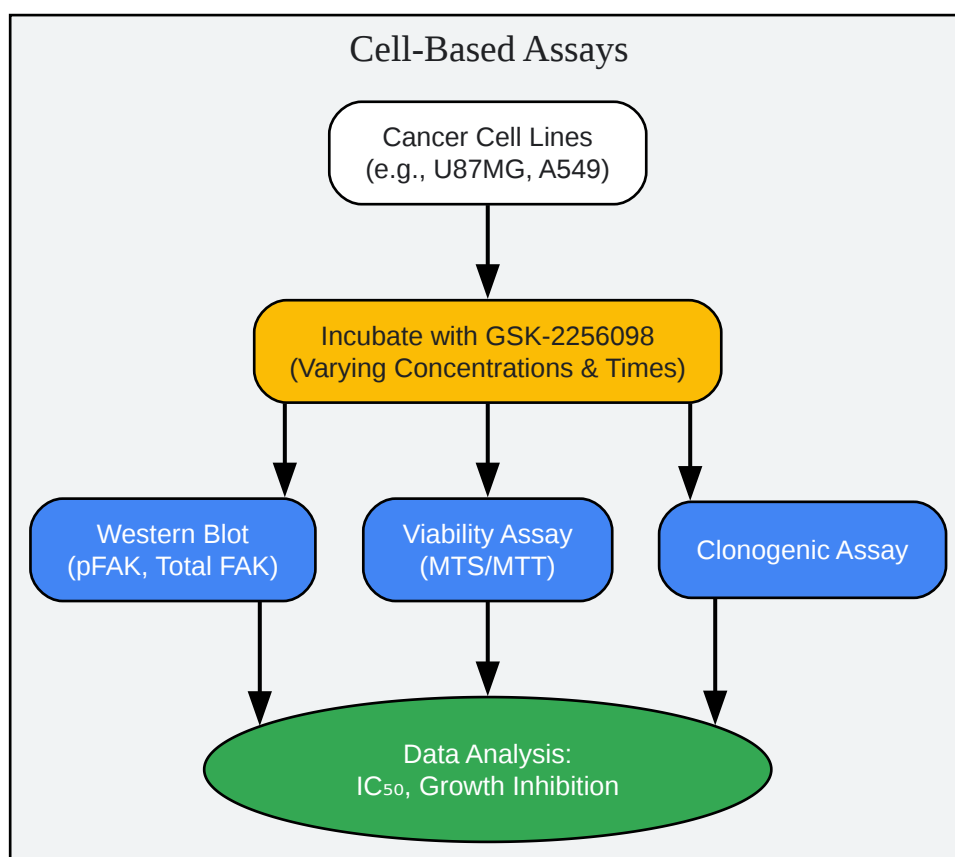 Cell-Based Assays
Cancer Cell Lines
(e.g., U87MG, A549)
Incubate with GSK-2256098
(Varying Concentrations & Times)
Western Blot
(pFAK, Total FAK)
Viability Assay
(MTS/MTT)
Clonogenic Assay
Data Analysis:
IC₅₀, Growth Inhibition